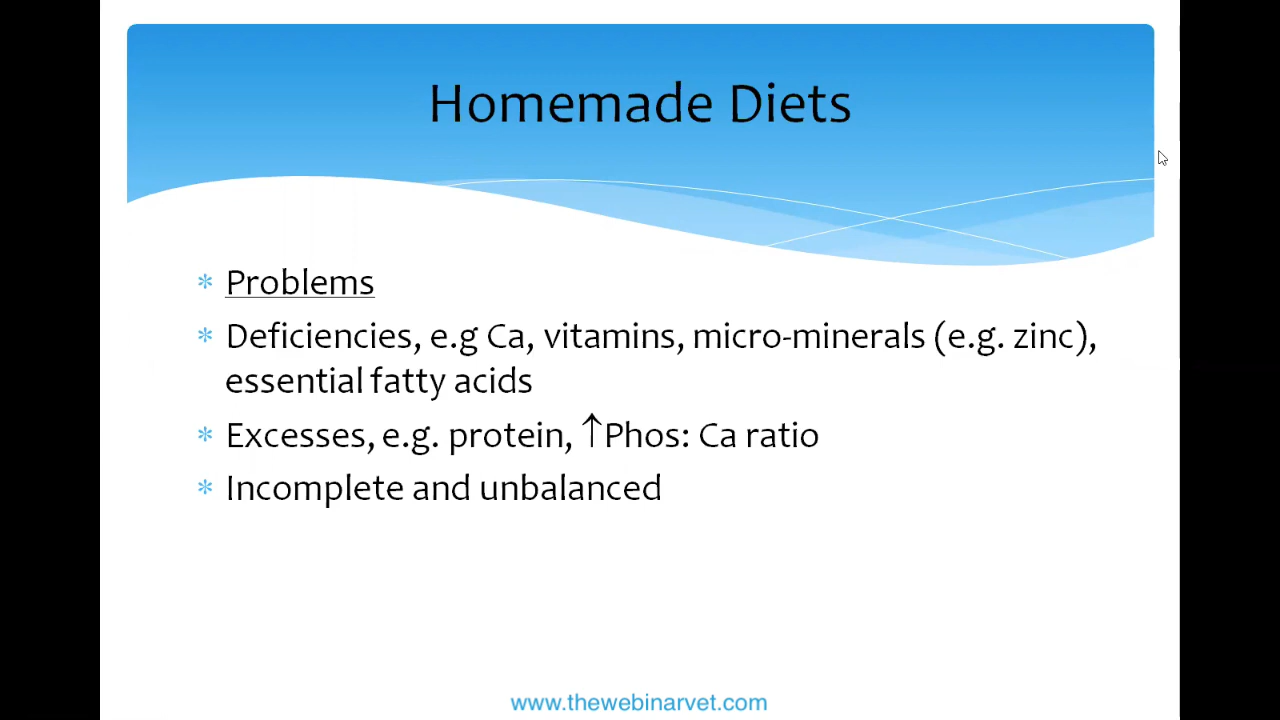 Homemade Diets
* Problems
* Deficiencies, e.g Ca, vitamins, micro-minerals (e.g. zinc),
essential fatty acids
* Excesses, e.g. protein, ↑Phos: Ca ratio
* Incomplete and unbalanced
www.thewebinarvet.com